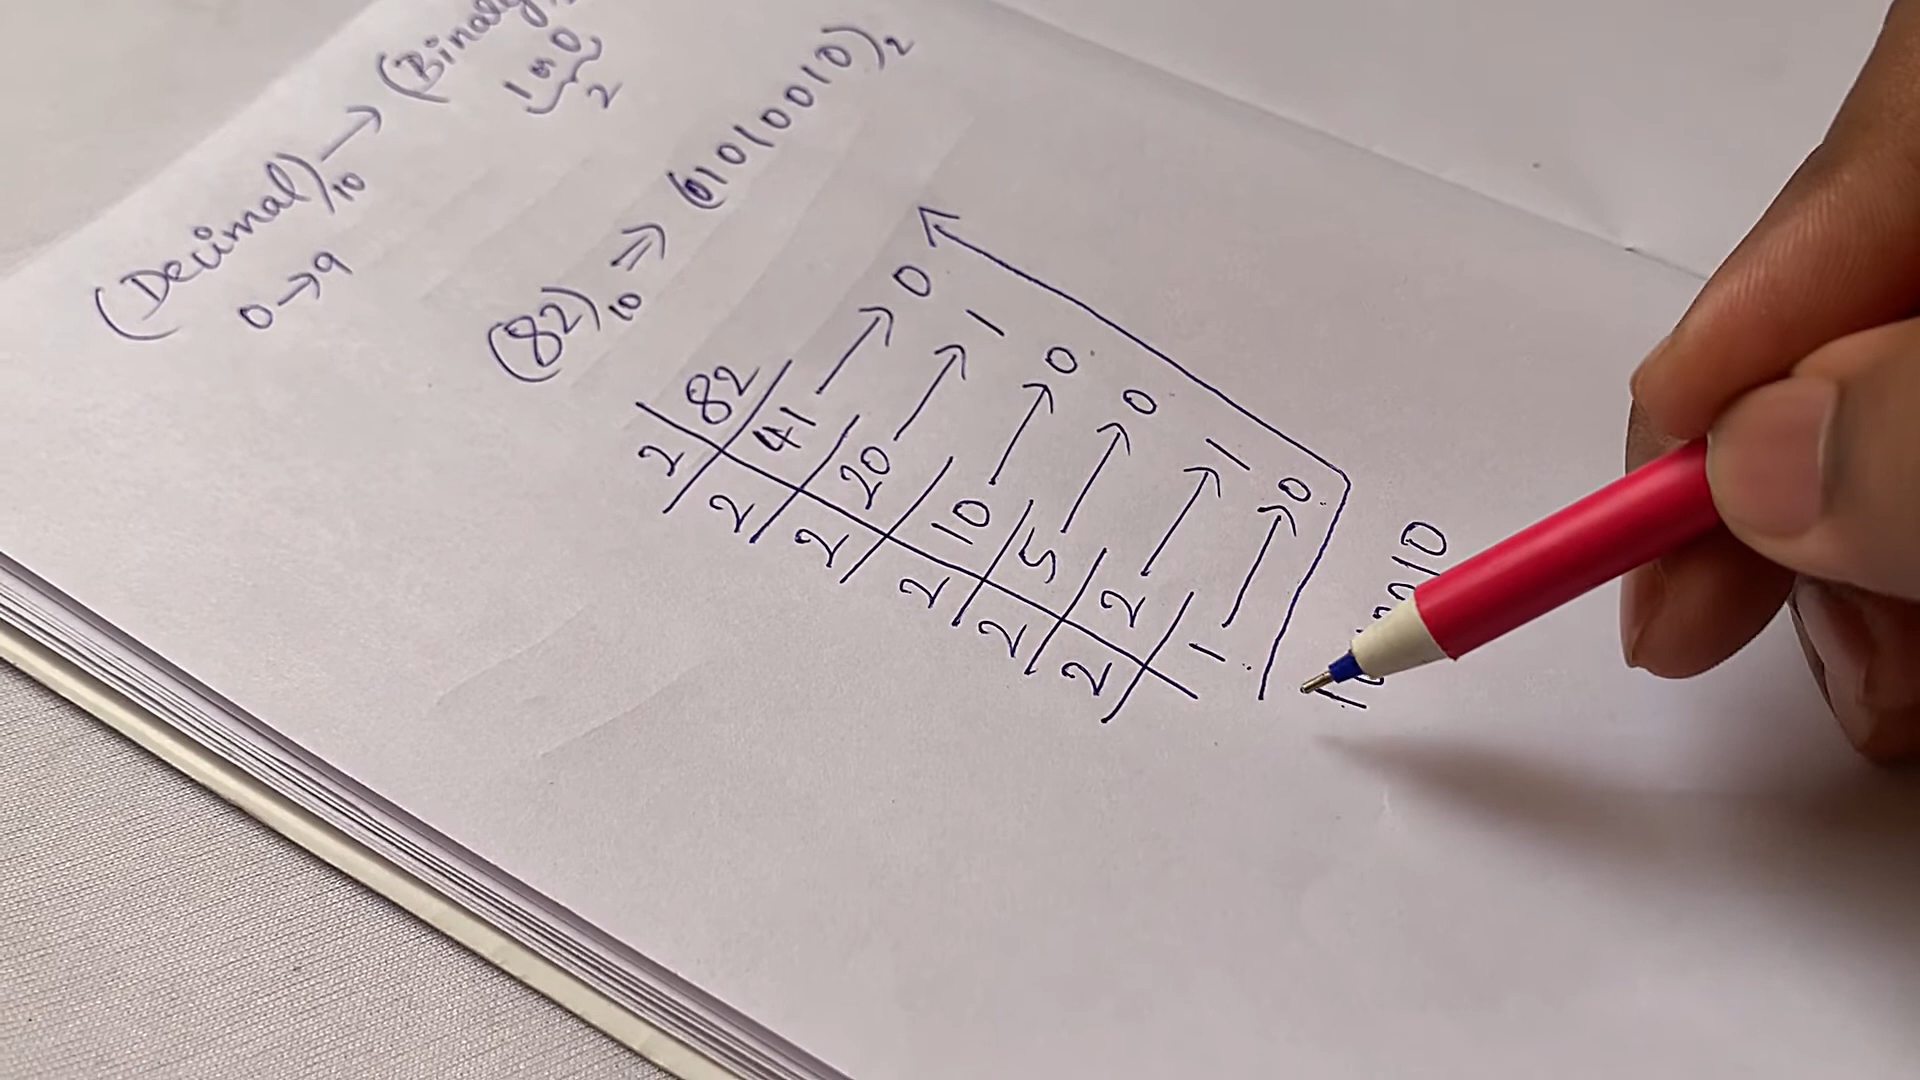 (Decimal)10 → (Binary
0→9
1 or 0
2
(82)10 ⇒ (01010010)2
2 82
2 41 → 0
2 20 → 1
2 10 → 0
2 5 → 0
2 2 → 1
1 → 0